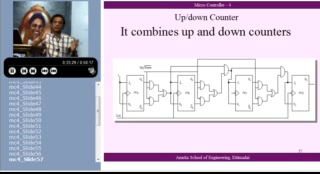 Micro-Controller - 4
Up/down Counter
It combines up and down counters
mc4_Slide44
mc4_Slide45
mc4_Slide46
mc4_Slide47
mc4_Slide48
mc4_Slide49
mc4_Slide50
mc4_Slide51
mc4_Slide52
mc4_Slide53
mc4_Slide54
mc4_Slide55
mc4_Slide56
mc4_Slide57
57
Amrita School of Engineering, Ettimadai